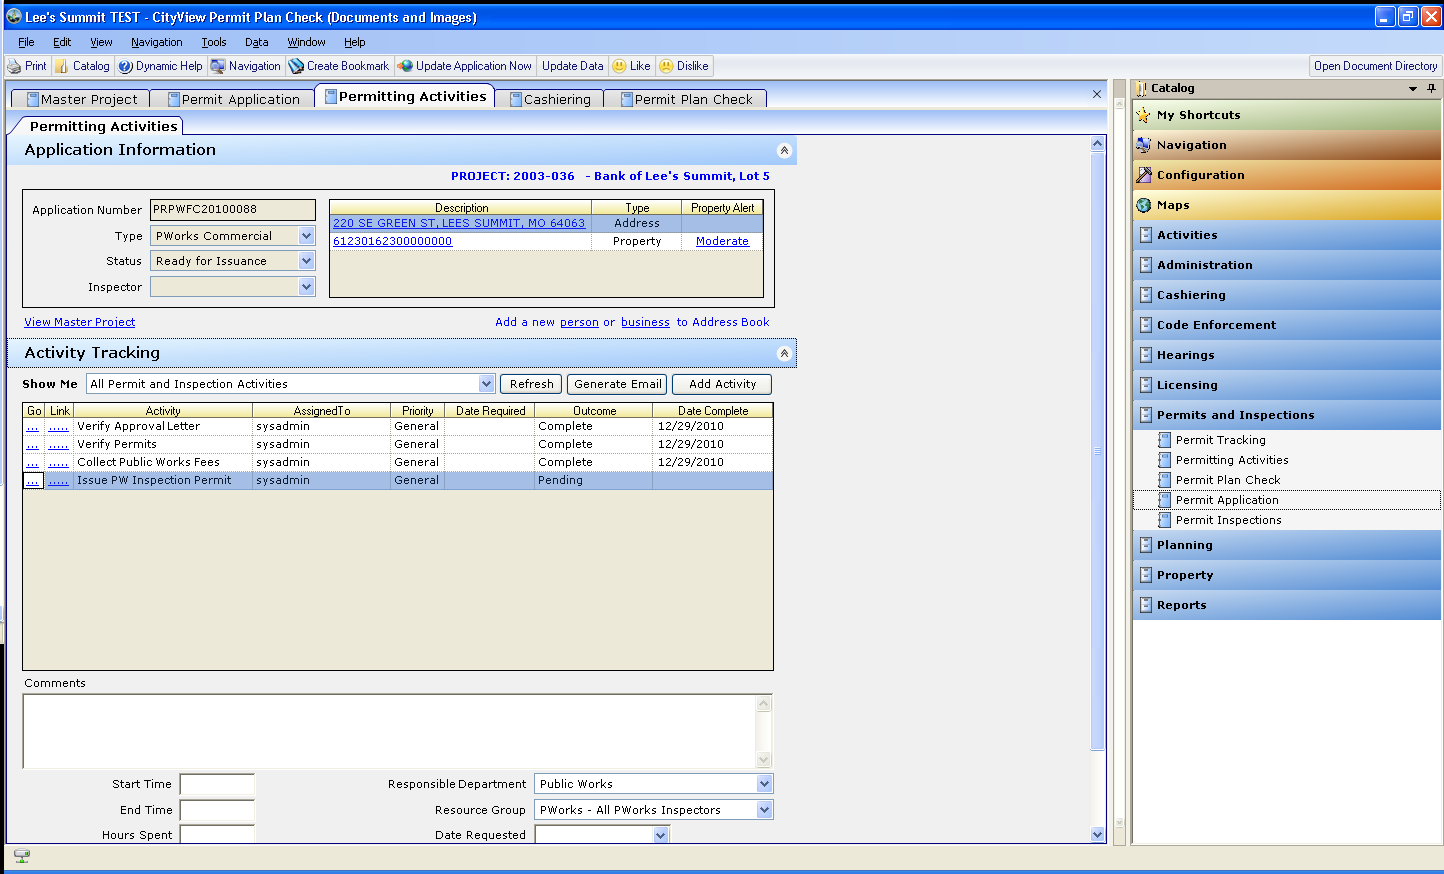 Lee's Summit TEST - CityView Permit Plan Check (Documents and Images)
File Edit View Navigation Tools Data Window Help
Print Catalog Dynamic Help Navigation Create Bookmark Update Application Now Update Data Like Dislike Open Document Directory
Master Project Permit Application Permitting Activities Cashiering Permit Plan Check
Permitting Activities
Application Information
PROJECT: 2003-036 - Bank of Lee's Summit, Lot 5
Application Number PRPWFC20100088
Type PWorks Commercial
Status Ready for Issuance
Inspector
Description Type Property Alert
220 SE GREEN ST, LEES SUMMIT, MO 64063 Address
61230162300000000 Property Moderate
View Master Project Add a new person or business to Address Book
Activity Tracking
Show Me All Permit and Inspection Activities Refresh Generate Email Add Activity
Go Link Activity AssignedTo Priority Date Required Outcome Date Complete
... ..... Verify Approval Letter sysadmin General Complete 12/29/2010
... ..... Verify Permits sysadmin General Complete 12/29/2010
... ..... Collect Public Works Fees sysadmin General Complete 12/29/2010
... ..... Issue PW Inspection Permit sysadmin General Pending
Comments
Start Time Responsible Department Public Works
End Time Resource Group PWorks - All PWorks Inspectors
Hours Spent Date Requested
Catalog
My Shortcuts
Navigation
Configuration
Maps
Activities
Administration
Cashiering
Code Enforcement
Hearings
Licensing
Permits and Inspections
Permit Tracking
Permitting Activities
Permit Plan Check
Permit Application
Permit Inspections
Planning
Property
Reports